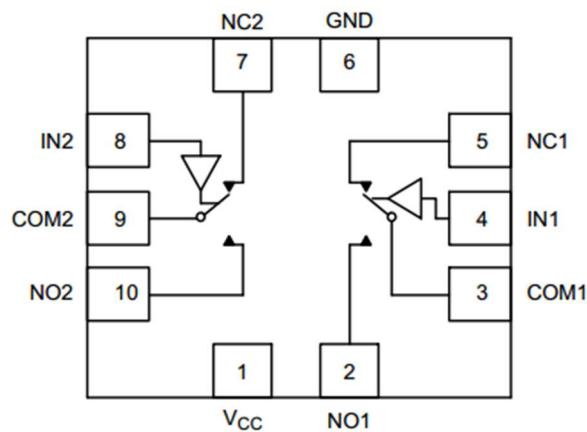 NC2 GND
7 6
IN2 8 5 NC1
COM2 9 4 IN1
NO2 10 3 COM1
1 2
VCC NO1